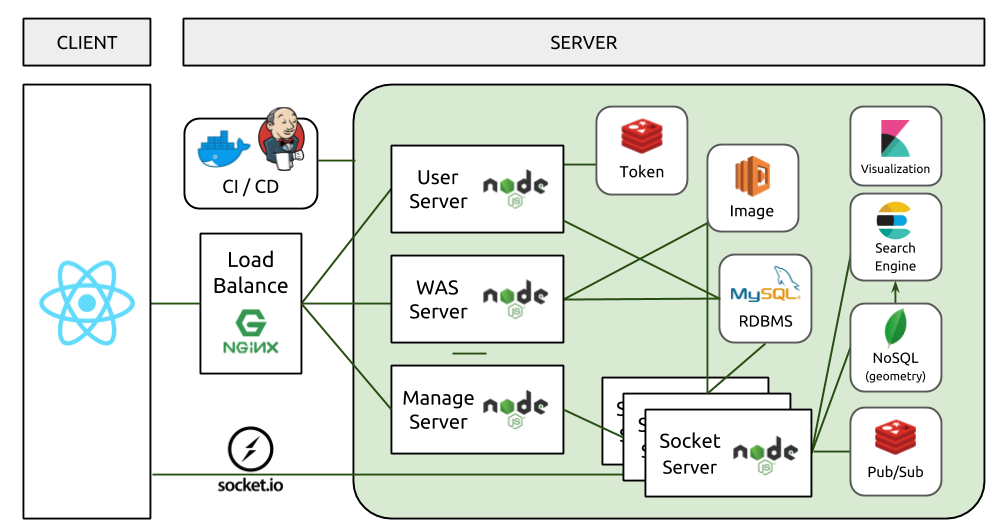 CLIENT
SERVER
CI / CD
Load
Balance
NGiNX
socket.io
User
Server
node
JS
WAS
Server
node
JS
Manage
Server
node
JS
Token
Image
MySQL
RDBMS
S
S
S
S
Socket
Server
node
JS
Visualization
Search
Engine
NoSQL
(geometry)
Pub/Sub